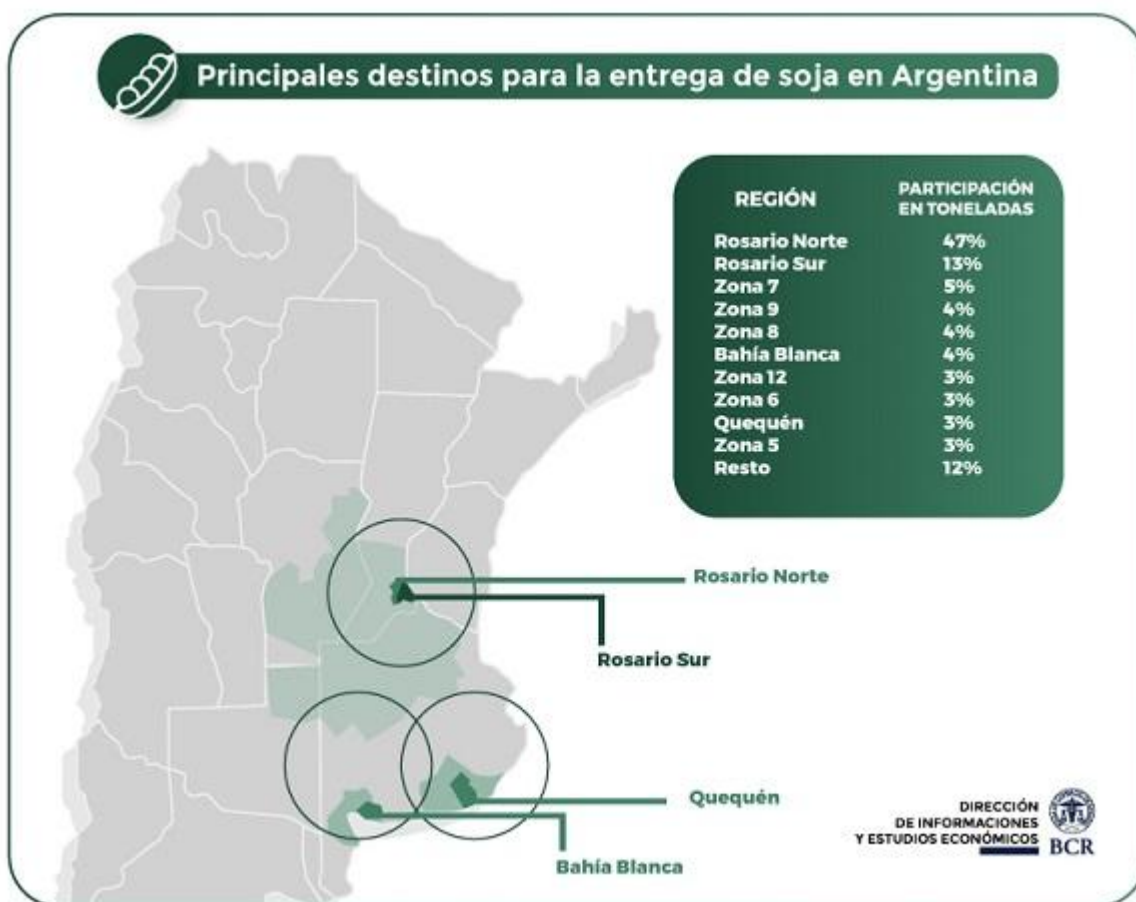 Principales destinos para la entrega de soja en Argentina
REGIÓN PARTICIPACIÓN EN TONELADAS
Rosario Norte 47%
Rosario Sur 13%
Zona 7 5%
Zona 9 4%
Zona 8 4%
Bahía Blanca 4%
Zona 12 3%
Zona 6 3%
Quequén 3%
Zona 5 3%
Resto 12%
Rosario Norte
Rosario Sur
Quequén
Bahía Blanca
DIRECCIÓN
DE INFORMACIONES
Y ESTUDIOS ECONÓMICOS
BCR